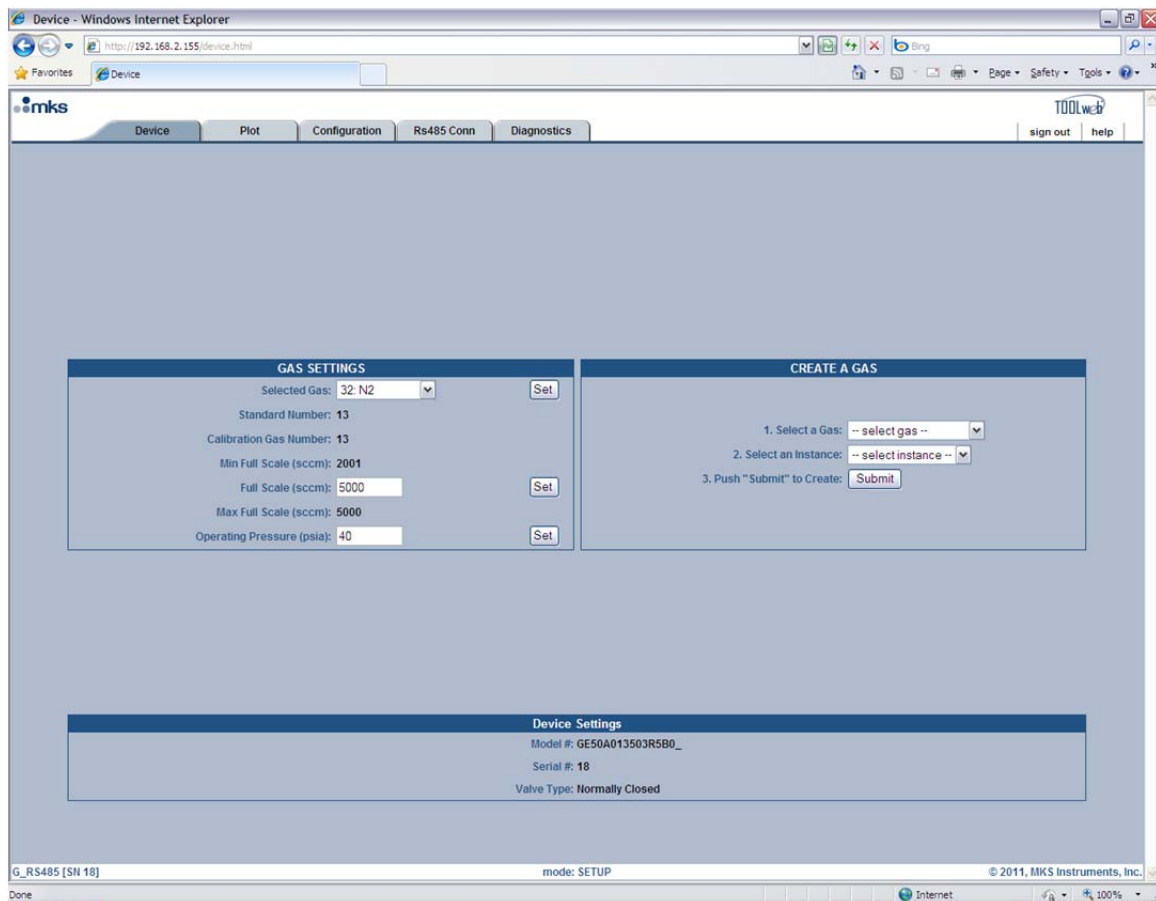 Device - Windows Internet Explorer
http://192.168.2.155/device.html
Bing
Favorites Device Page Safety Tools
mks TOOLweb
Device Plot Configuration Rs485 Conn Diagnostics sign out help
GAS SETTINGS
Selected Gas: 32: N2 Set
Standard Number: 13
Calibration Gas Number: 13
Min Full Scale (sccm): 2001
Full Scale (sccm): 5000 Set
Max Full Scale (sccm): 5000
Operating Pressure (psia): 40 Set
CREATE A GAS
1. Select a Gas: -- select gas --
2. Select an Instance: -- select instance --
3. Push "Submit" to Create: Submit
Device Settings
Model #: GE50A013503R5B0_
Serial #: 18
Valve Type: Normally Closed
G_RS485 [SN 18] mode: SETUP © 2011, MKS Instruments, Inc.
Done Internet 100%